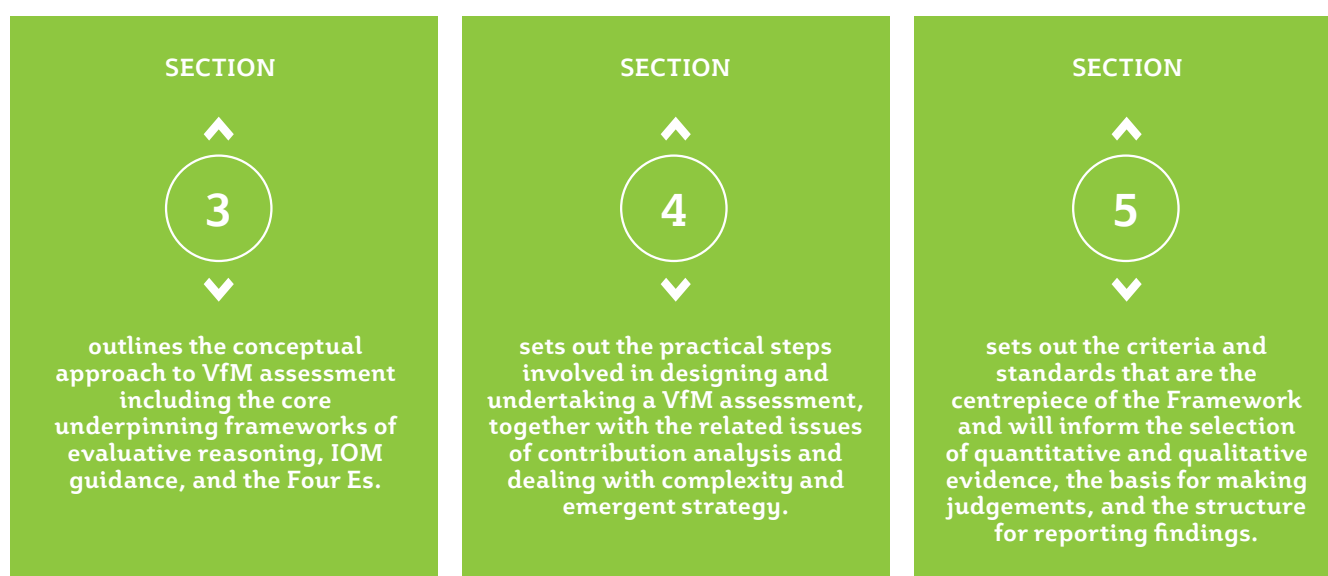 SECTION
3
outlines the conceptual
approach to VfM assessment
including the core
underpinning frameworks of
evaluative reasoning, IOM
guidance, and the Four Es.
SECTION
4
sets out the practical steps
involved in designing and
undertaking a VfM assessment,
together with the related issues
of contribution analysis and
dealing with complexity and
emergent strategy.
SECTION
5
sets out the criteria and
standards that are the
centrepiece of the Framework
and will inform the selection
of quantitative and qualitative
evidence, the basis for making
judgements, and the structure
for reporting findings.